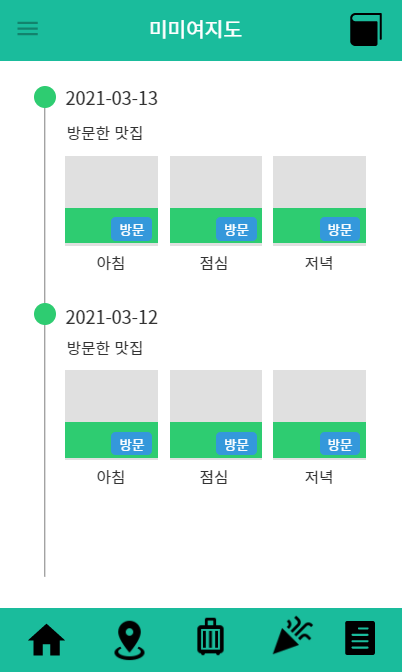 미미여지도
2021-03-13
방문한 맛집
방문 방문 방문
아침 점심 저녁
2021-03-12
방문한 맛집
방문 방문 방문
아침 점심 저녁